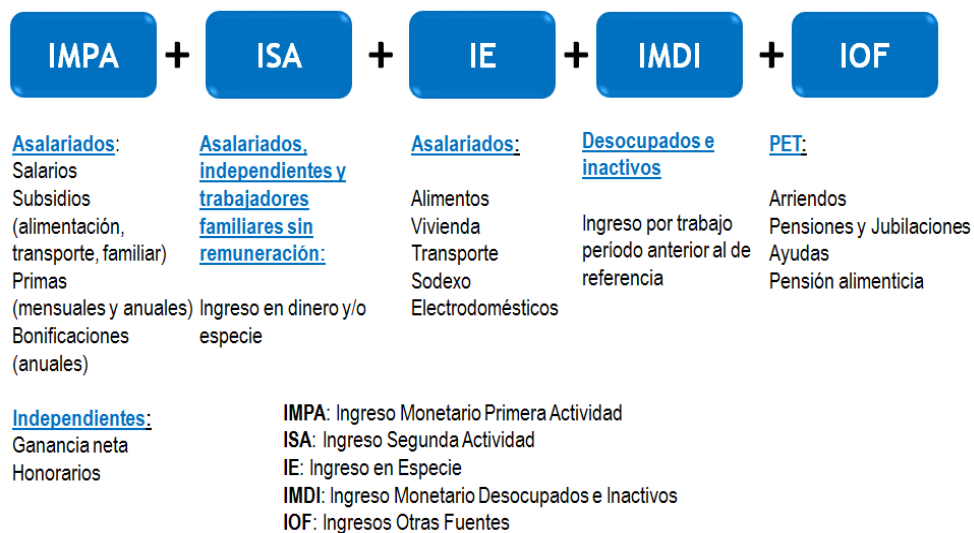 IMPA + ISA + IE + IMDI + IOF
Asalariados:
Salarios
Subsidios
(alimentación,
transporte, familiar)
Primas
(mensuales y anuales)
Bonificaciones
(anuales)
Independientes:
Ganancia neta
Honorarios
Asalariados,
independientes y
trabajadores
familiares sin
remuneración:
Ingreso en dinero y/o
especie
Asalariados:
Alimentos
Vivienda
Transporte
Sodexo
Electrodomésticos
Desocupados e
inactivos
Ingreso por trabajo
período anterior al de
referencia
PET:
Arriendos
Pensiones y Jubilaciones
Ayudas
Pensión alimenticia
IMPA: Ingreso Monetario Primera Actividad
ISA: Ingreso Segunda Actividad
IE: Ingreso en Especie
IMDI: Ingreso Monetario Desocupados e Inactivos
IOF: Ingresos Otras Fuentes